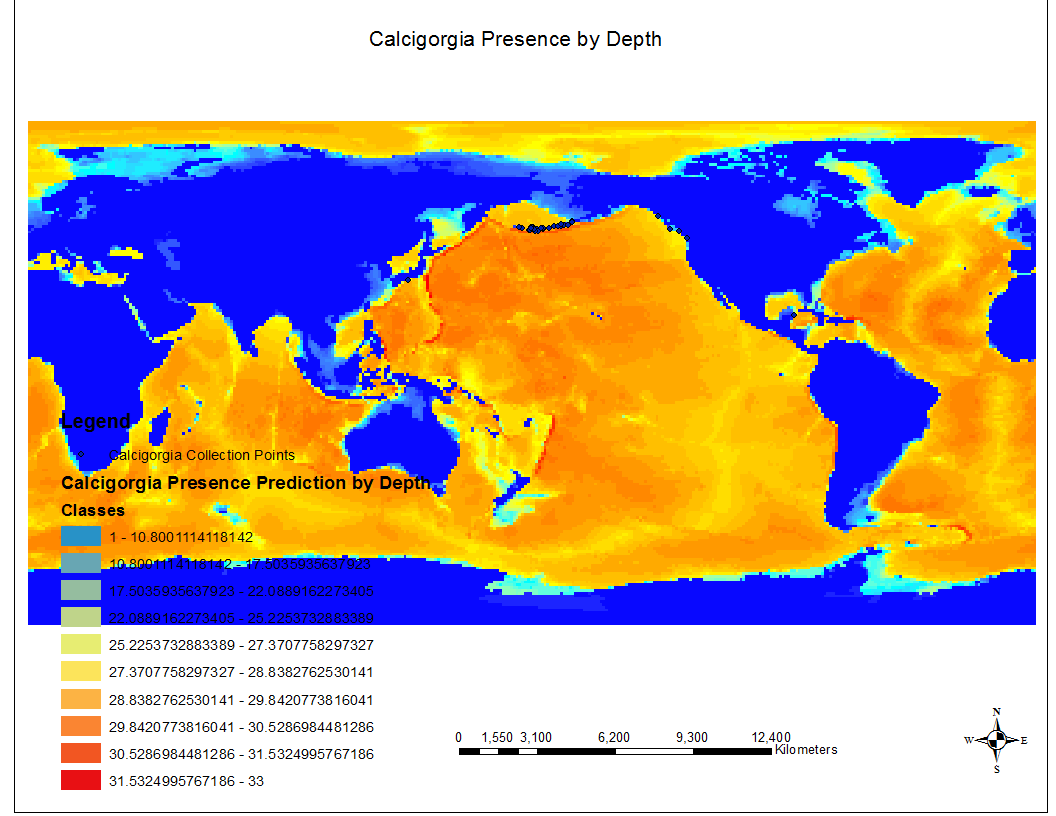 Calcigorgia Presence by Depth
Legend
Calcigorgia Collection Points
Calcigorgia Presence Prediction by Depth
Classes
1 - 10.8001114118142
10.8001114118142 - 17.5035935637923
17.5035935637923 - 22.0889162273405
22.0889162273405 - 25.2253732883389
25.2253732883389 - 27.3707758297327
27.3707758297327 - 28.8382762530141
28.8382762530141 - 29.8420773816041
29.8420773816041 - 30.5286984481286
30.5286984481286 - 31.5324995767186
31.5324995767186 - 33
0 1,550 3,100 6,200 9,300 12,400
Kilometers
N
W E
S